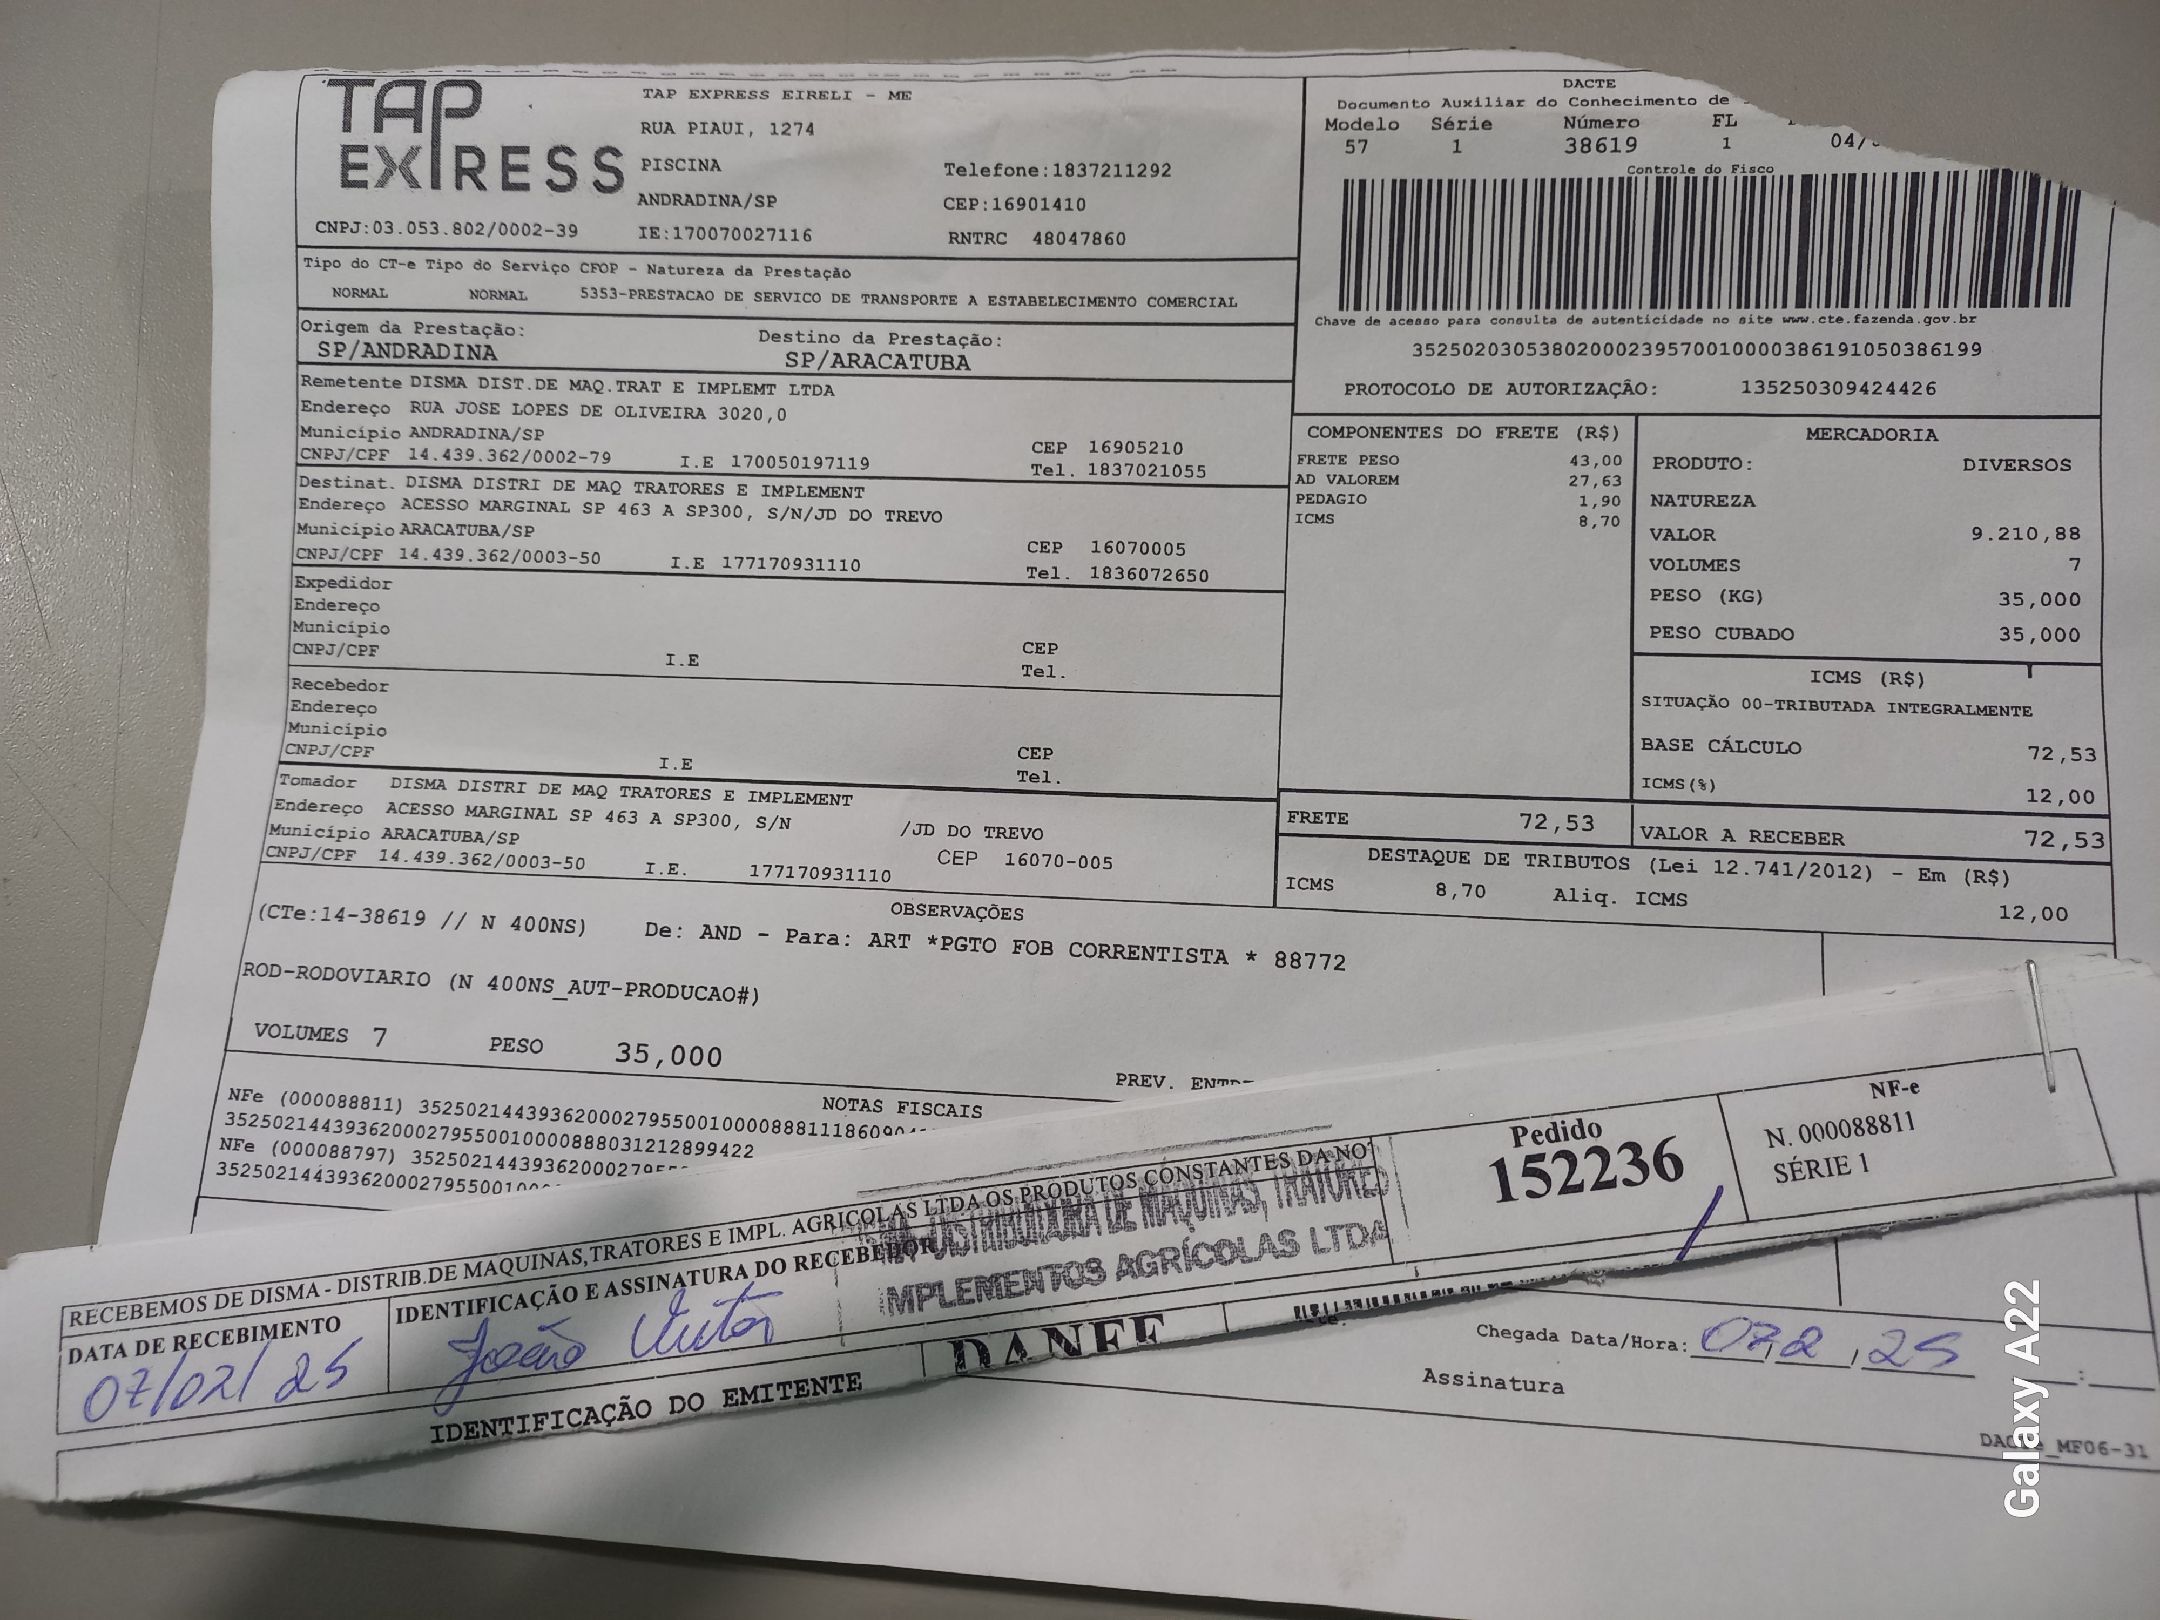 TAP EXPRESS
TAP EXPRESS EIRELI - ME
RUA PIAUI, 1274
PISCINA Telefone:1837211292
ANDRADINA/SP CEP:16901410
CNPJ:03.053.802/0002-39 IE:170070027116 RNTRC 48047860
DACTE
Documento Auxiliar do Conhecimento de
Modelo Série Número FL
57 1 38619 1 04/
Controle do Fisco
Chave de acesso para consulta de autenticidade no site www.cte.fazenda.gov.br
35250203053802000239570010000386191050386199
PROTOCOLO DE AUTORIZAÇÃO: 135250309424426
Tipo do CT-e Tipo do Serviço CFOP - Natureza da Prestação
NORMAL NORMAL 5353-PRESTACAO DE SERVICO DE TRANSPORTE A ESTABELECIMENTO COMERCIAL
Origem da Prestação: Destino da Prestação:
SP/ANDRADINA SP/ARACATUBA
Remetente DISMA DIST.DE MAQ.TRAT E IMPLEMT LTDA
Endereço RUA JOSE LOPES DE OLIVEIRA 3020,0
Município ANDRADINA/SP CEP 16905210
CNPJ/CPF 14.439.362/0002-79 I.E 170050197119 Tel. 1837021055
Destinat. DISMA DISTRI DE MAQ TRATORES E IMPLEMENT
Endereço ACESSO MARGINAL SP 463 A SP300, S/N/JD DO TREVO
Município ARACATUBA/SP CEP 16070005
CNPJ/CPF 14.439.362/0003-50 I.E 177170931110 Tel. 1836072650
Expedidor
Endereço
Município
CNPJ/CPF I.E CEP
Tel.
Recebedor
Endereço
Município
CNPJ/CPF I.E CEP
Tel.
Tomador DISMA DISTRI DE MAQ TRATORES E IMPLEMENT
Endereço ACESSO MARGINAL SP 463 A SP300, S/N /JD DO TREVO
Município ARACATUBA/SP CEP 16070-005
CNPJ/CPF 14.439.362/0003-50 I.E. 177170931110
COMPONENTES DO FRETE (R$)
FRETE PESO 43,00
AD VALOREM 27,63
PEDAGIO 1,90
ICMS 8,70
MERCADORIA
PRODUTO: DIVERSOS
NATUREZA
VALOR 9.210,88
VOLUMES 7
PESO (KG) 35,000
PESO CUBADO 35,000
ICMS (R$)
SITUAÇÃO 00-TRIBUTADA INTEGRALMENTE
BASE CÁLCULO 72,53
ICMS(%) 12,00
FRETE 72,53 VALOR A RECEBER 72,53
DESTAQUE DE TRIBUTOS (Lei 12.741/2012) - Em (R$)
ICMS 8,70 Aliq. ICMS 12,00
OBSERVAÇÕES
(CTe:14-38619 // N 400NS) De: AND - Para: ART *PGTO FOB CORRENTISTA * 88772
ROD-RODOVIARIO (N 400NS_AUT-PRODUCAO#)
VOLUMES 7 PESO 35,000
PREV.
NOTAS FISCAIS
NFe (000088811)
35250214439362000279550010000888031212899422
NFe (000088797)
RECEBEMOS DE DISMA - DISTRIB.DE MAQUINAS,TRATORES E IMPL. AGRICOLAS LTDA OS PRODUTOS CONSTANTES DA
DATA DE RECEBIMENTO IDENTIFICAÇÃO E ASSINATURA DO RECEBEDOR
07/02/25 João Vitor
DISTRIBUIDORA DE MÁQUINAS, TRATORES
IMPLEMENTOS AGRÍCOLAS LTDA
Pedido
152236
NF-e
N. 000088811
SÉRIE 1
IDENTIFICAÇÃO DO EMITENTE DANFE
Chegada Data/Hora: 07,2,25 :
Assinatura
MF06-31
Galaxy A22